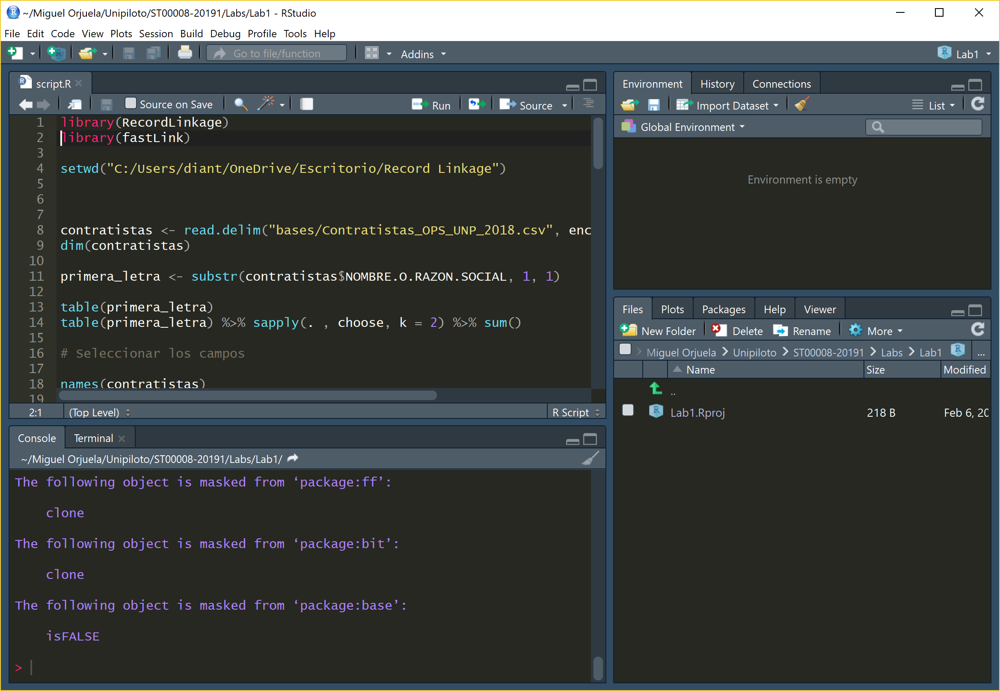 ~/Miguel Orjuela/Unipiloto/ST00008-20191/Labs/Lab1 - RStudio
File Edit Code View Plots Session Build Debug Profile Tools Help
Go to file/function Addins Lab1
script.R
Source on Save Run Source
1 library(RecordLinkage)
2 library(fastLink)
3
4 setwd("C:/Users/diant/OneDrive/Escritorio/Record Linkage")
5
6
7
8 contratistas <- read.delim("bases/Contratistas_OPS_UNP_2018.csv", enc
9 dim(contratistas)
10
11 primera_letra <- substr(contratistas$NOMBRE.O.RAZON.SOCIAL, 1, 1)
12
13 table(primera_letra)
14 table(primera_letra) %>% sapply(. , choose, k = 2) %>% sum()
15
16 # Seleccionar los campos
17
18 names(contratistas)
19
2:1 (Top Level) R Script
Console Terminal
~/Miguel Orjuela/Unipiloto/ST00008-20191/Labs/Lab1/
The following object is masked from ‘package:ff’:
clone
The following object is masked from ‘package:bit’:
clone
The following object is masked from ‘package:base’:
isFALSE
>
Environment History Connections
Import Dataset List
Global Environment
Environment is empty
Files Plots Packages Help Viewer
New Folder Delete Rename More
Miguel Orjuela Unipiloto ST00008-20191 Labs Lab1 ...
Name Size Modified
..
Lab1.Rproj 218 B Feb 6, 20